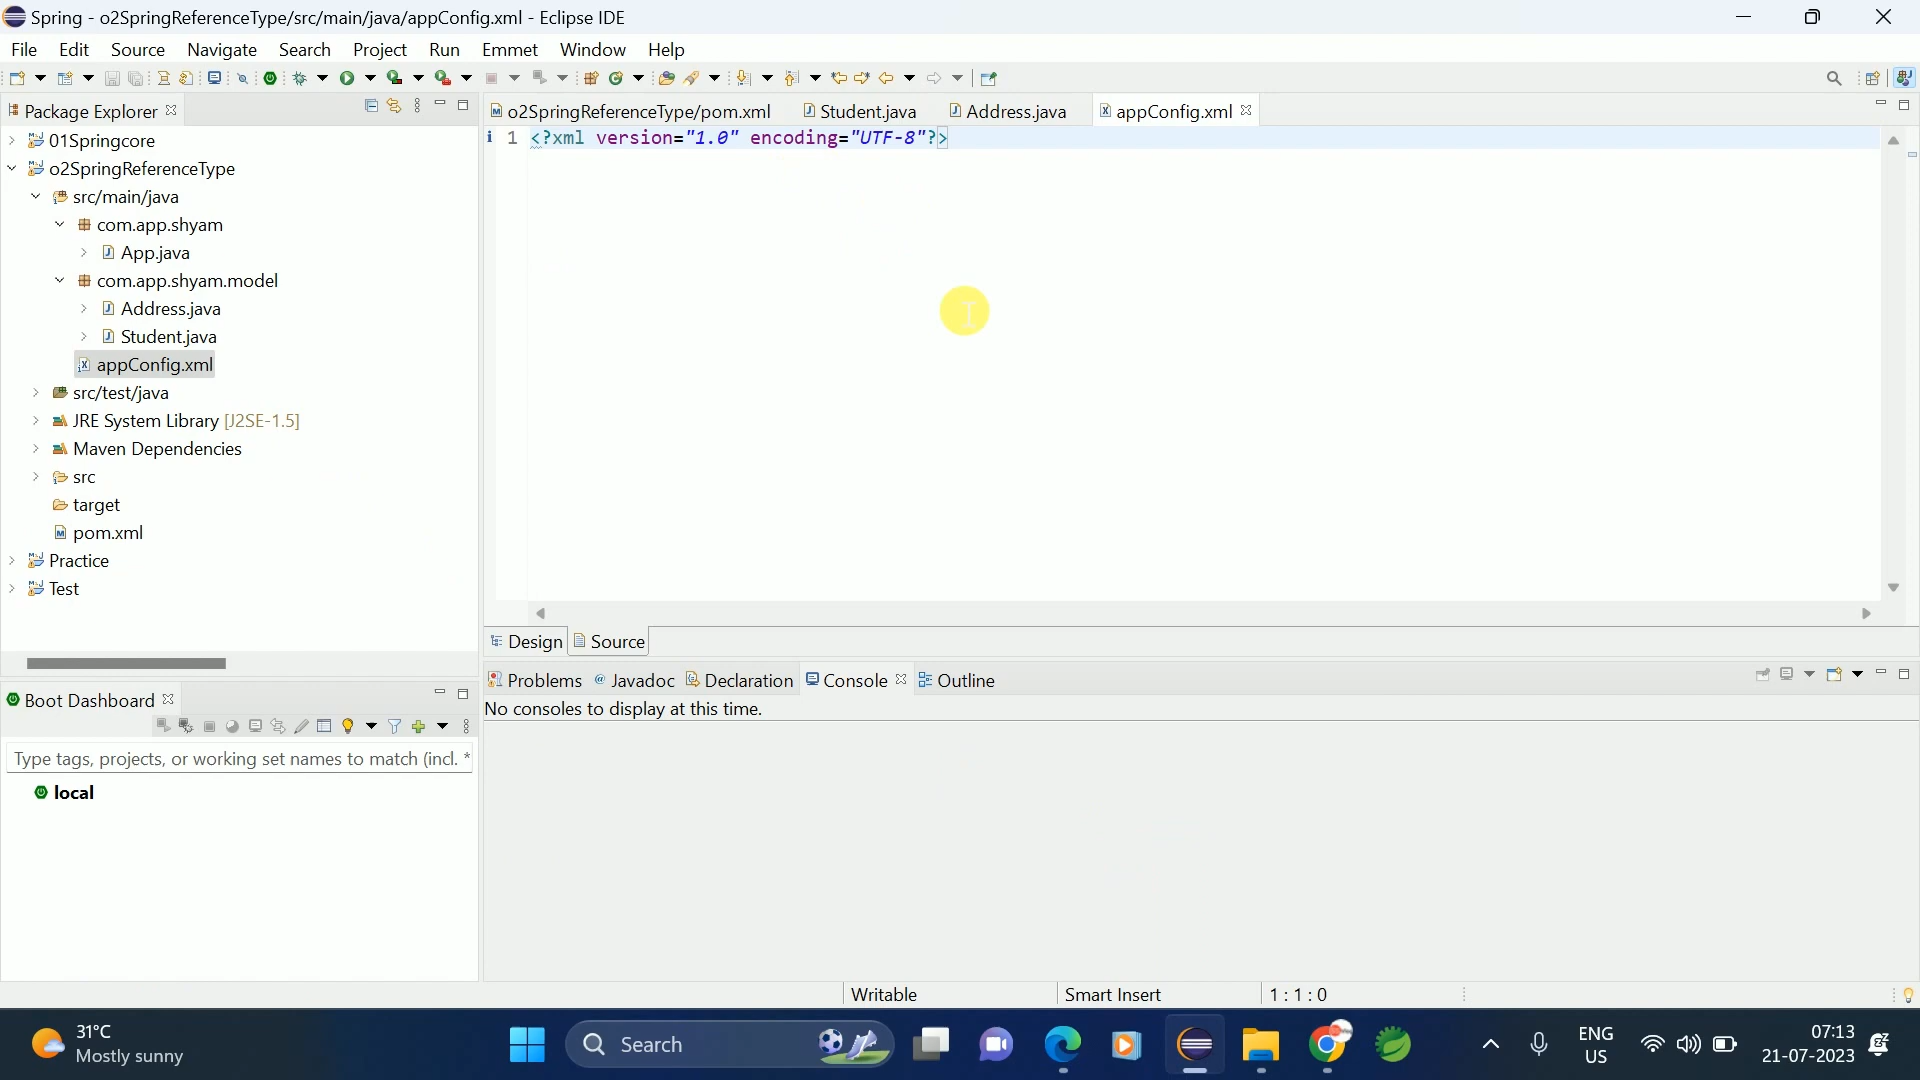 Spring - o2SpringReferenceType/src/main/java/appConfig.xml - Eclipse IDE
File Edit Source Navigate Search Project Run Emmet Window Help
Package Explorer
01Springcore
o2SpringReferenceType
src/main/java
com.app.shyam
App.java
com.app.shyam.model
Address.java
Student.java
appConfig.xml
src/test/java
JRE System Library [J2SE-1.5]
Maven Dependencies
src
target
pom.xml
Practice
Test
o2SpringReferenceType/pom.xml Student.java Address.java appConfig.xml
1 <?xml version="1.0" encoding="UTF-8"?>
Design Source
Boot Dashboard
Type tags, projects, or working set names to match (incl. *
local
Problems Javadoc Declaration Console Outline
No consoles to display at this time.
Writable Smart Insert 1 : 1 : 0
31°C
Mostly sunny
Search
ENG
US
07:13
21-07-2023